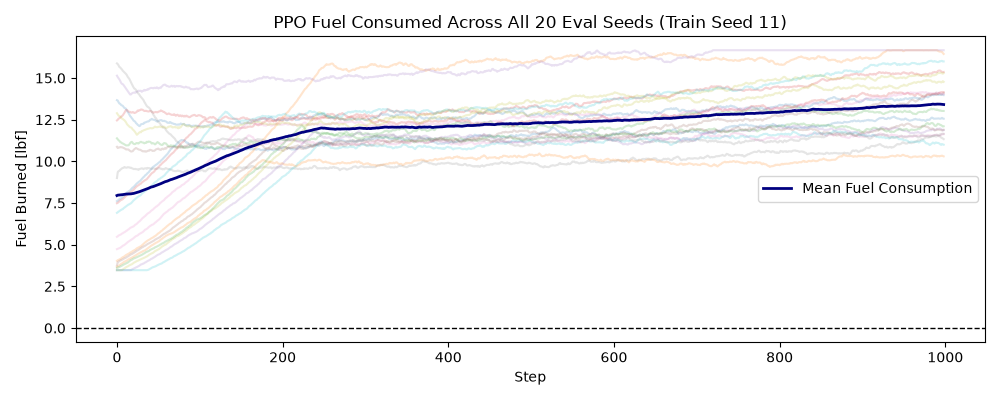 PPO Fuel Consumed Across All 20 Eval Seeds (Train Seed 11)
Fuel Burned [lbf]
15.0
12.5
10.0
7.5
5.0
2.5
0.0
Mean Fuel Consumption
0 200 400 600 800 1000
Step